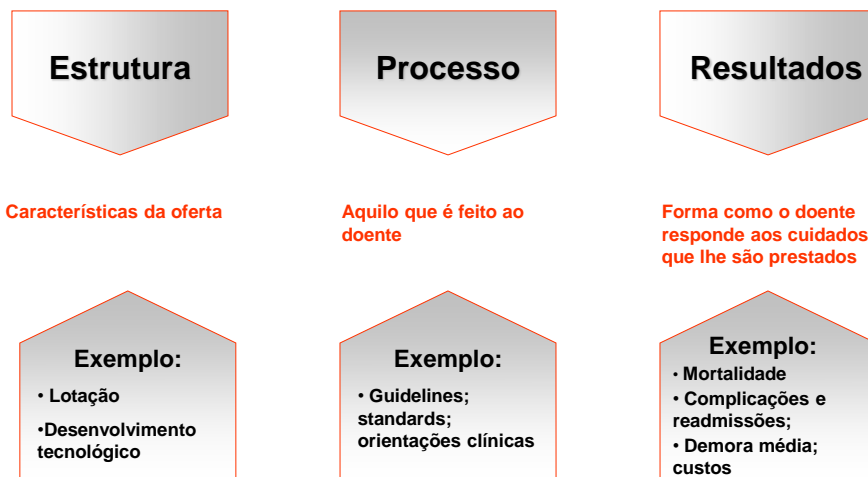 Estrutura
Processo
Resultados
Características da oferta
Aquilo que é feito ao
doente
Forma como o doente
responde aos cuidados
que lhe são prestados
Exemplo:
• Lotação
•Desenvolvimento
tecnológico
Exemplo:
• Guidelines;
standards;
orientações clínicas
Exemplo:
• Mortalidade
• Complicações e
readmissões;
• Demora média;
custos